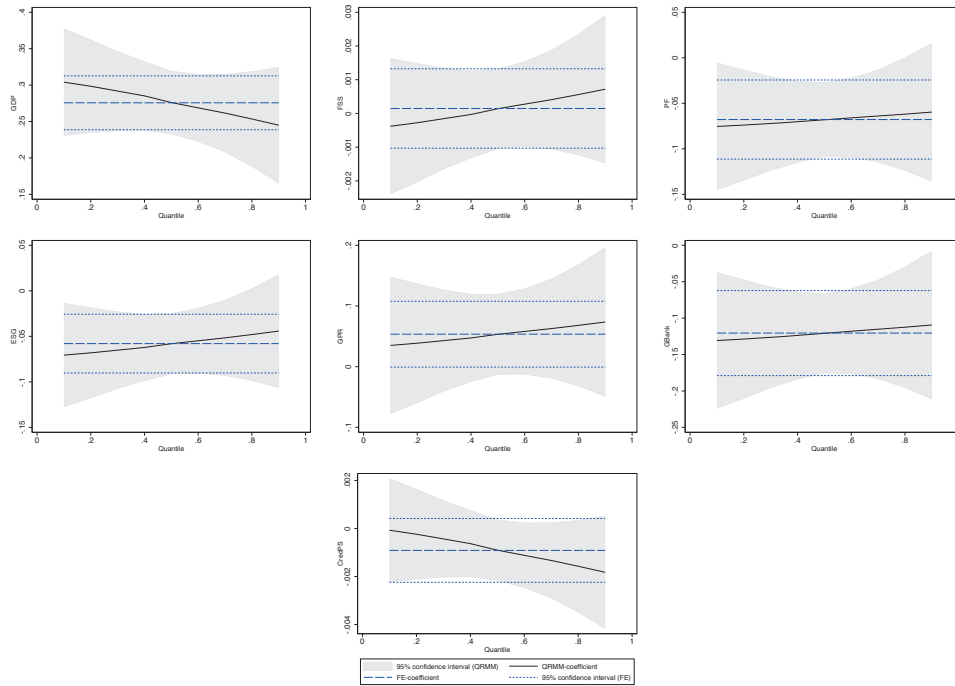 .4
.35
.3
.25
.2
.15
GDP
0 .2 .4 .6 .8 1
Quantile
.003
.002
.001
0
-.001
-.002
FSS
0 .2 .4 .6 .8 1
Quantile
.05
0
-.05
-.1
-.15
PF
0 .2 .4 .6 .8 1
Quantile
.05
0
-.05
-.1
-.15
ESG
0 .2 .4 .6 .8 1
Quantile
.2
.1
0
-.1
GPR
0 .2 .4 .6 .8 1
Quantile
0
-.05
-.1
-.15
-.2
-.25
GBank
0 .2 .4 .6 .8 1
Quantile
.002
0
-.002
-.004
CredPS
0 .2 .4 .6 .8 1
Quantile
95% confidence interval (QRMM) QRMM-coefficient
FE-coefficient 95% confidence interval (FE)